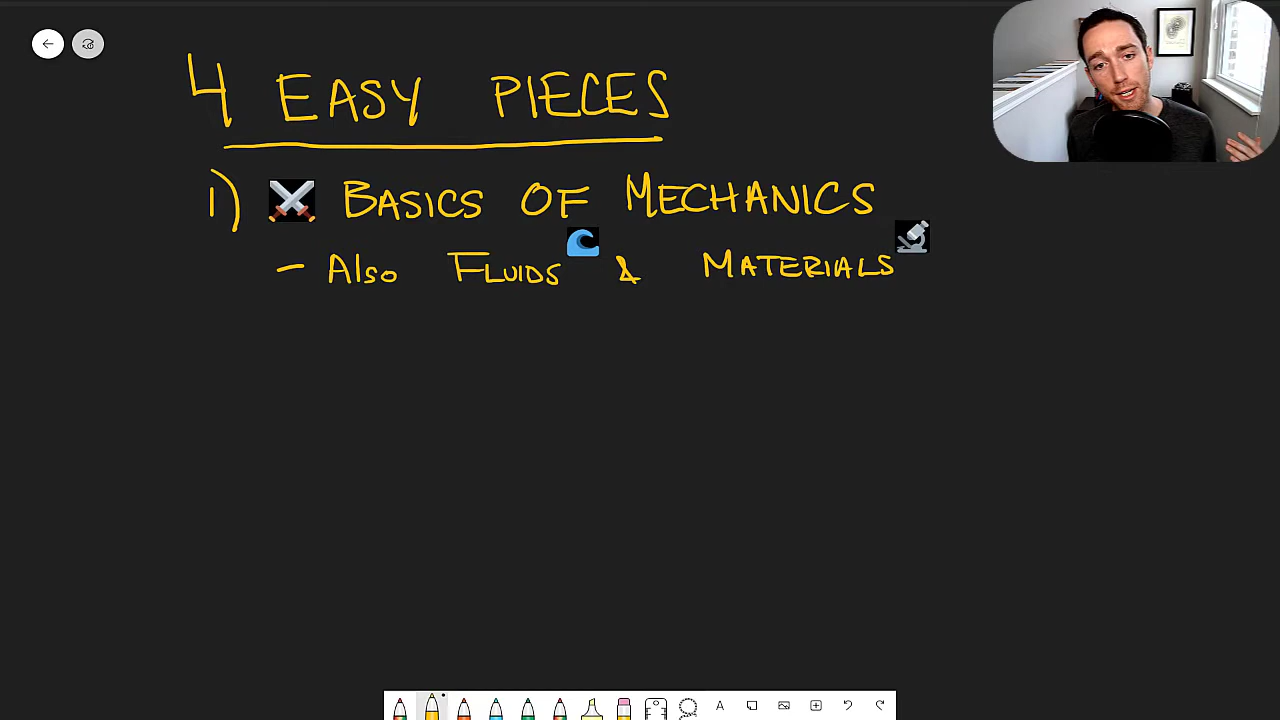 4 EASY PIECES
1) BASICS OF MECHANICS
- ALSO FLUIDS & MATERIALS
A